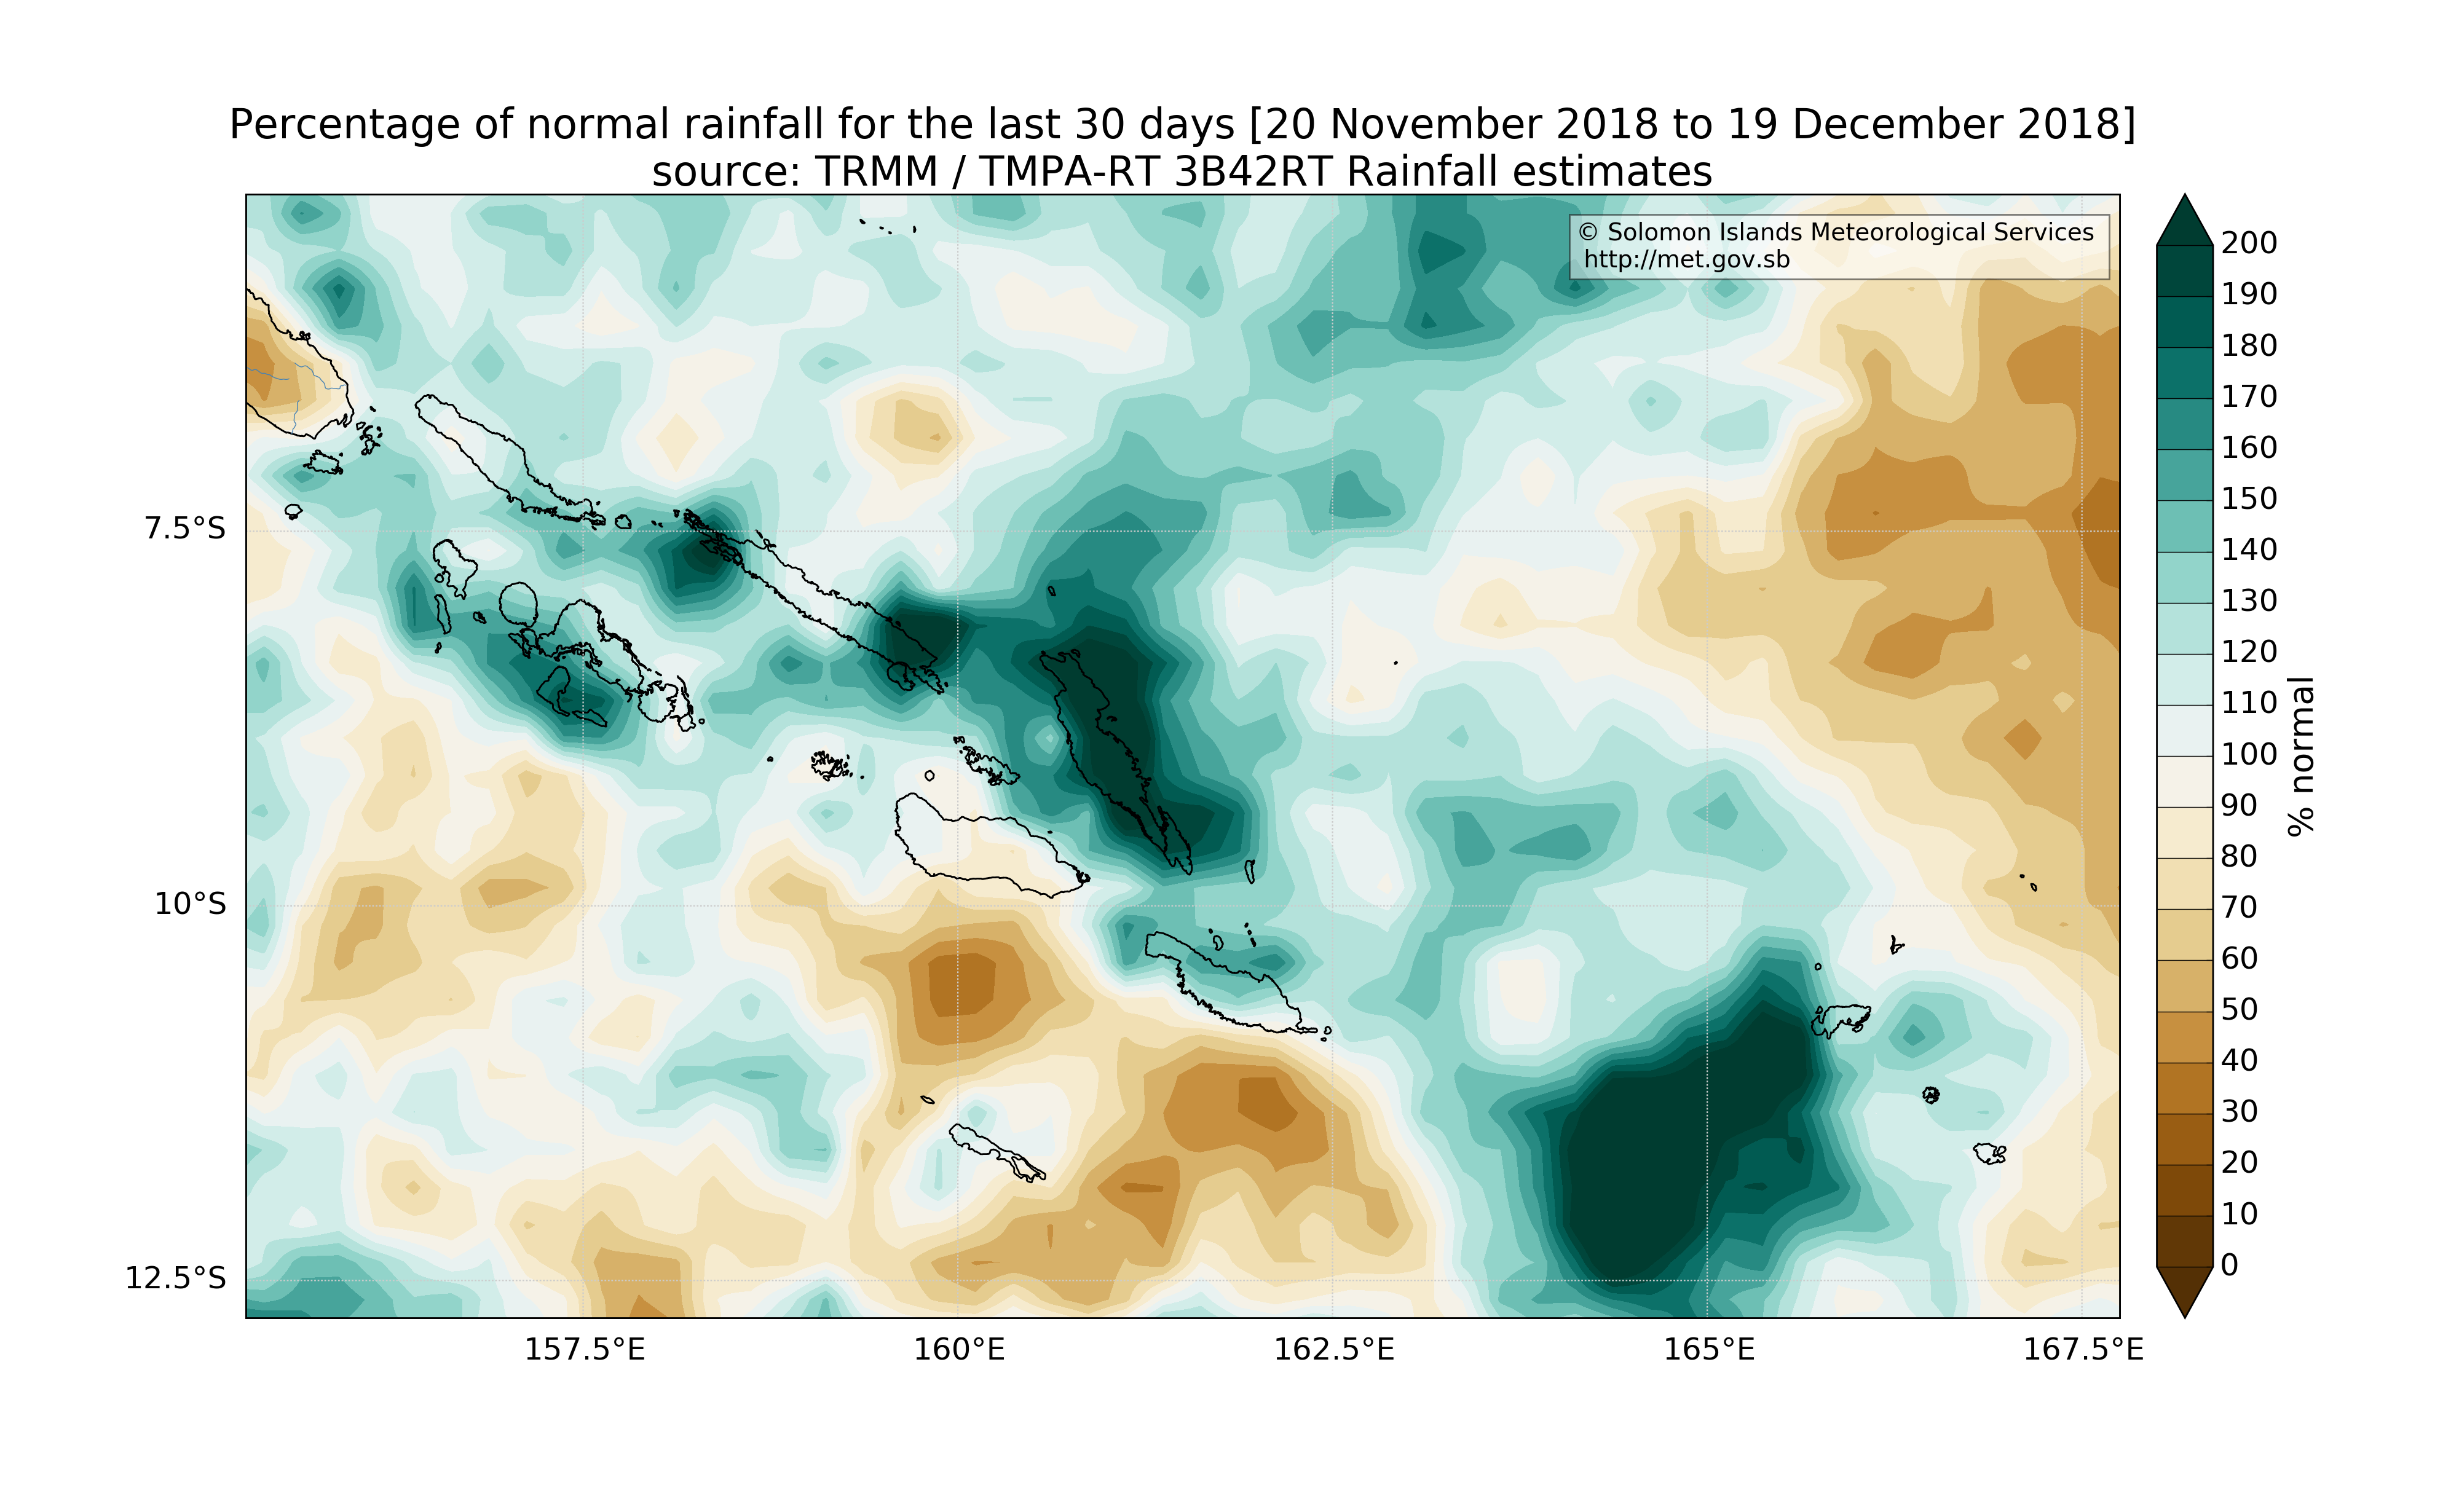 Percentage of normal rainfall for the last 30 days [20 November 2018 to 19 December 2018]
source: TRMM / TMPA-RT 3B42RT Rainfall estimates
© Solomon Islands Meteorological Services
http://met.gov.sb
7.5°S
10°S
12.5°S
157.5°E
160°E
162.5°E
165°E
167.5°E
200
190
180
170
160
150
140
130
120
110
100
90
80
70
60
50
40
30
20
10
0
% normal